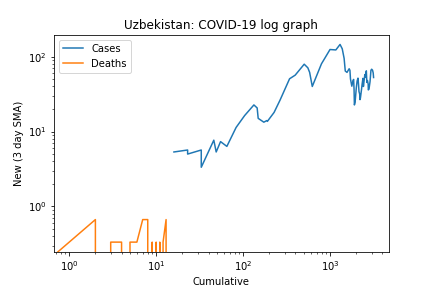 Uzbekistan: COVID-19 log graph
Cases
Deaths
New (3 day SMA)
10²
10¹
10⁰
10⁰ 10¹ 10² 10³
Cumulative